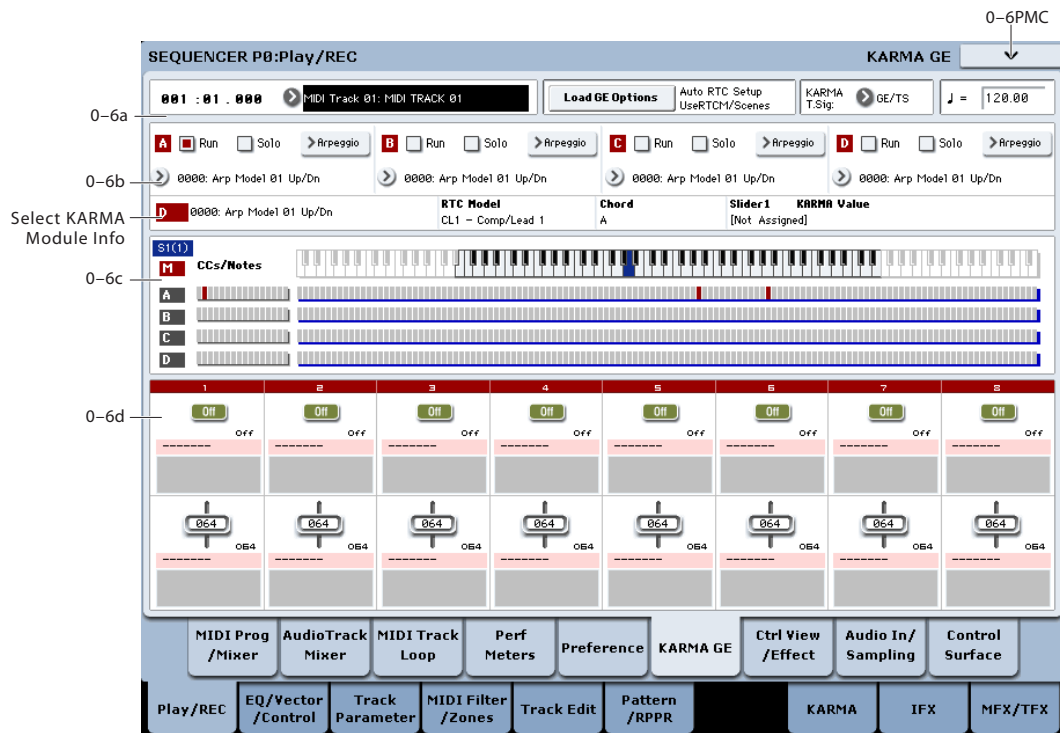 0–6PMC
SEQUENCER P0:Play/REC KARMA GE
001 :01 . 000 MIDI Track 01: MIDI TRACK 01 Load GE Options Auto RTC Setup UseRTCM/Scenes KARMA T.Sig: GE/TS ♩ = 120.00
0–6a
A Run Solo >Arpeggio B Run Solo >Arpeggio C Run Solo >Arpeggio D Run Solo >Arpeggio
0–6b
0000: Arp Model 01 Up/Dn 0000: Arp Model 01 Up/Dn 0000: Arp Model 01 Up/Dn 0000: Arp Model 01 Up/Dn
Select KARMA
Module Info
D 0000: Arp Model 01 Up/Dn RTC Model Chord Slider1 KARMA Value
CL1 - Comp/Lead 1 A [Not Assigned]
S1(1)
0–6c
M CCs/Notes
A
B
C
D
1 2 3 4 5 6 7 8
0–6d
Off Off Off Off Off Off Off Off
Off Off Off Off Off Off Off Off
------- ------- ------- ------- ------- ------- ------- -------
064 064 064 064 064 064 064 064
064 064 064 064 064 064 064 064
------- ------- ------- ------- ------- ------- ------- -------
MIDI Prog AudioTrack MIDI Track Perf Preference KARMA GE Ctrl View Audio In/ Control
/Mixer Mixer Loop Meters /Effect Sampling Surface
Play/REC EQ/Vector Track MIDI Filter Track Edit Pattern KARMA IFX MFX/TFX
/Control Parameter /Zones /RPPR